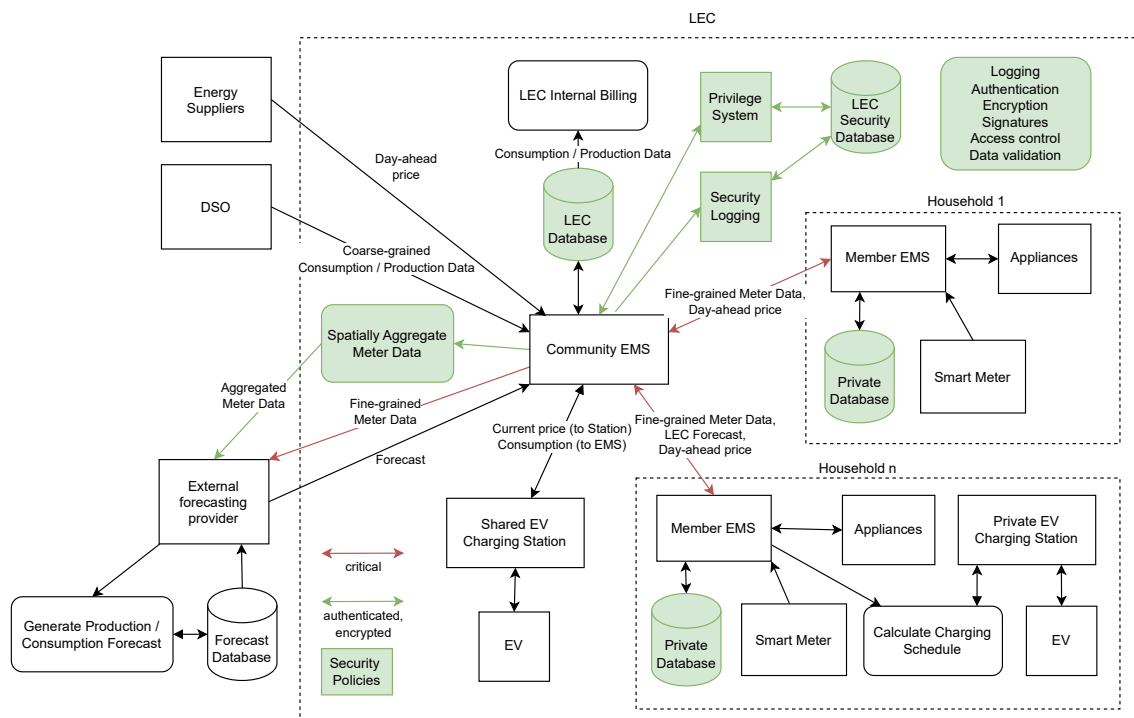 LEC
Energy
Suppliers
DSO
LEC Internal Billing
Privilege
System
LEC
Security
Database
Logging
Authentication
Encryption
Signatures
Access control
Data validation
Day-ahead
price
Consumption / Production Data
LEC
Database
Security
Logging
Coarse-grained
Consumption / Production Data
Household 1
Member EMS
Appliances
Private
Database
Smart Meter
Fine-grained Meter Data,
Day-ahead price
Spatially Aggregate
Meter Data
Community EMS
Aggregated
Meter Data
Fine-grained
Meter Data
Forecast
Current price (to Station)
Consumption (to EMS)
Fine-grained Meter Data,
LEC Forecast,
Day-ahead price
External
forecasting
provider
Generate Production /
Consumption Forecast
Forecast
Database
critical
authenticated,
encrypted
Security
Policies
Shared EV
Charging Station
EV
Household n
Member EMS
Appliances
Private EV
Charging Station
Private
Database
Smart Meter
Calculate Charging
Schedule
EV